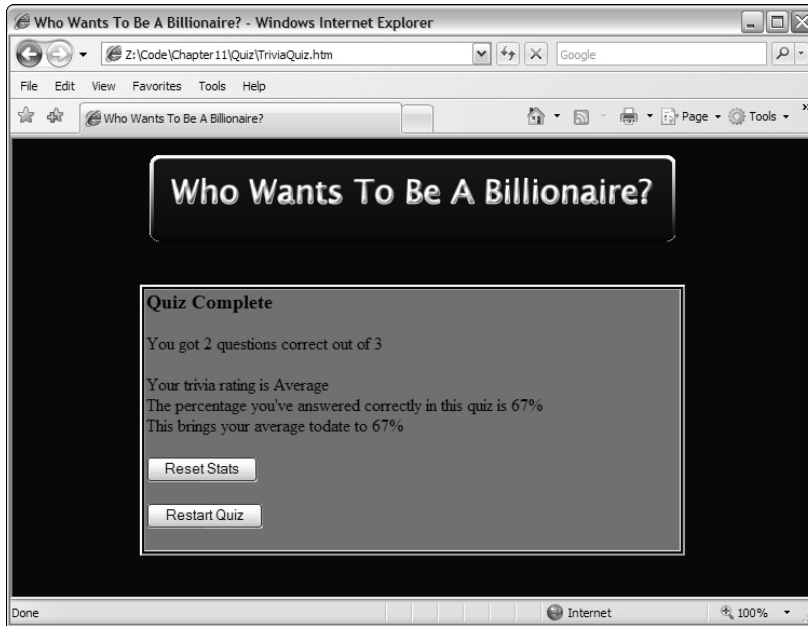 Who Wants To Be A Billionaire? - Windows Internet Explorer
Z:\Code\Chapter11\Quiz\TriviaQuiz.htm
Google
File Edit View Favorites Tools Help
Who Wants To Be A Billionaire?
Page Tools
Who Wants To Be A Billionaire?
Quiz Complete
You got 2 questions correct out of 3
Your trivia rating is Average
The percentage you've answered correctly in this quiz is 67%
This brings your average todate to 67%
Reset Stats
Restart Quiz
Done
Internet
100%